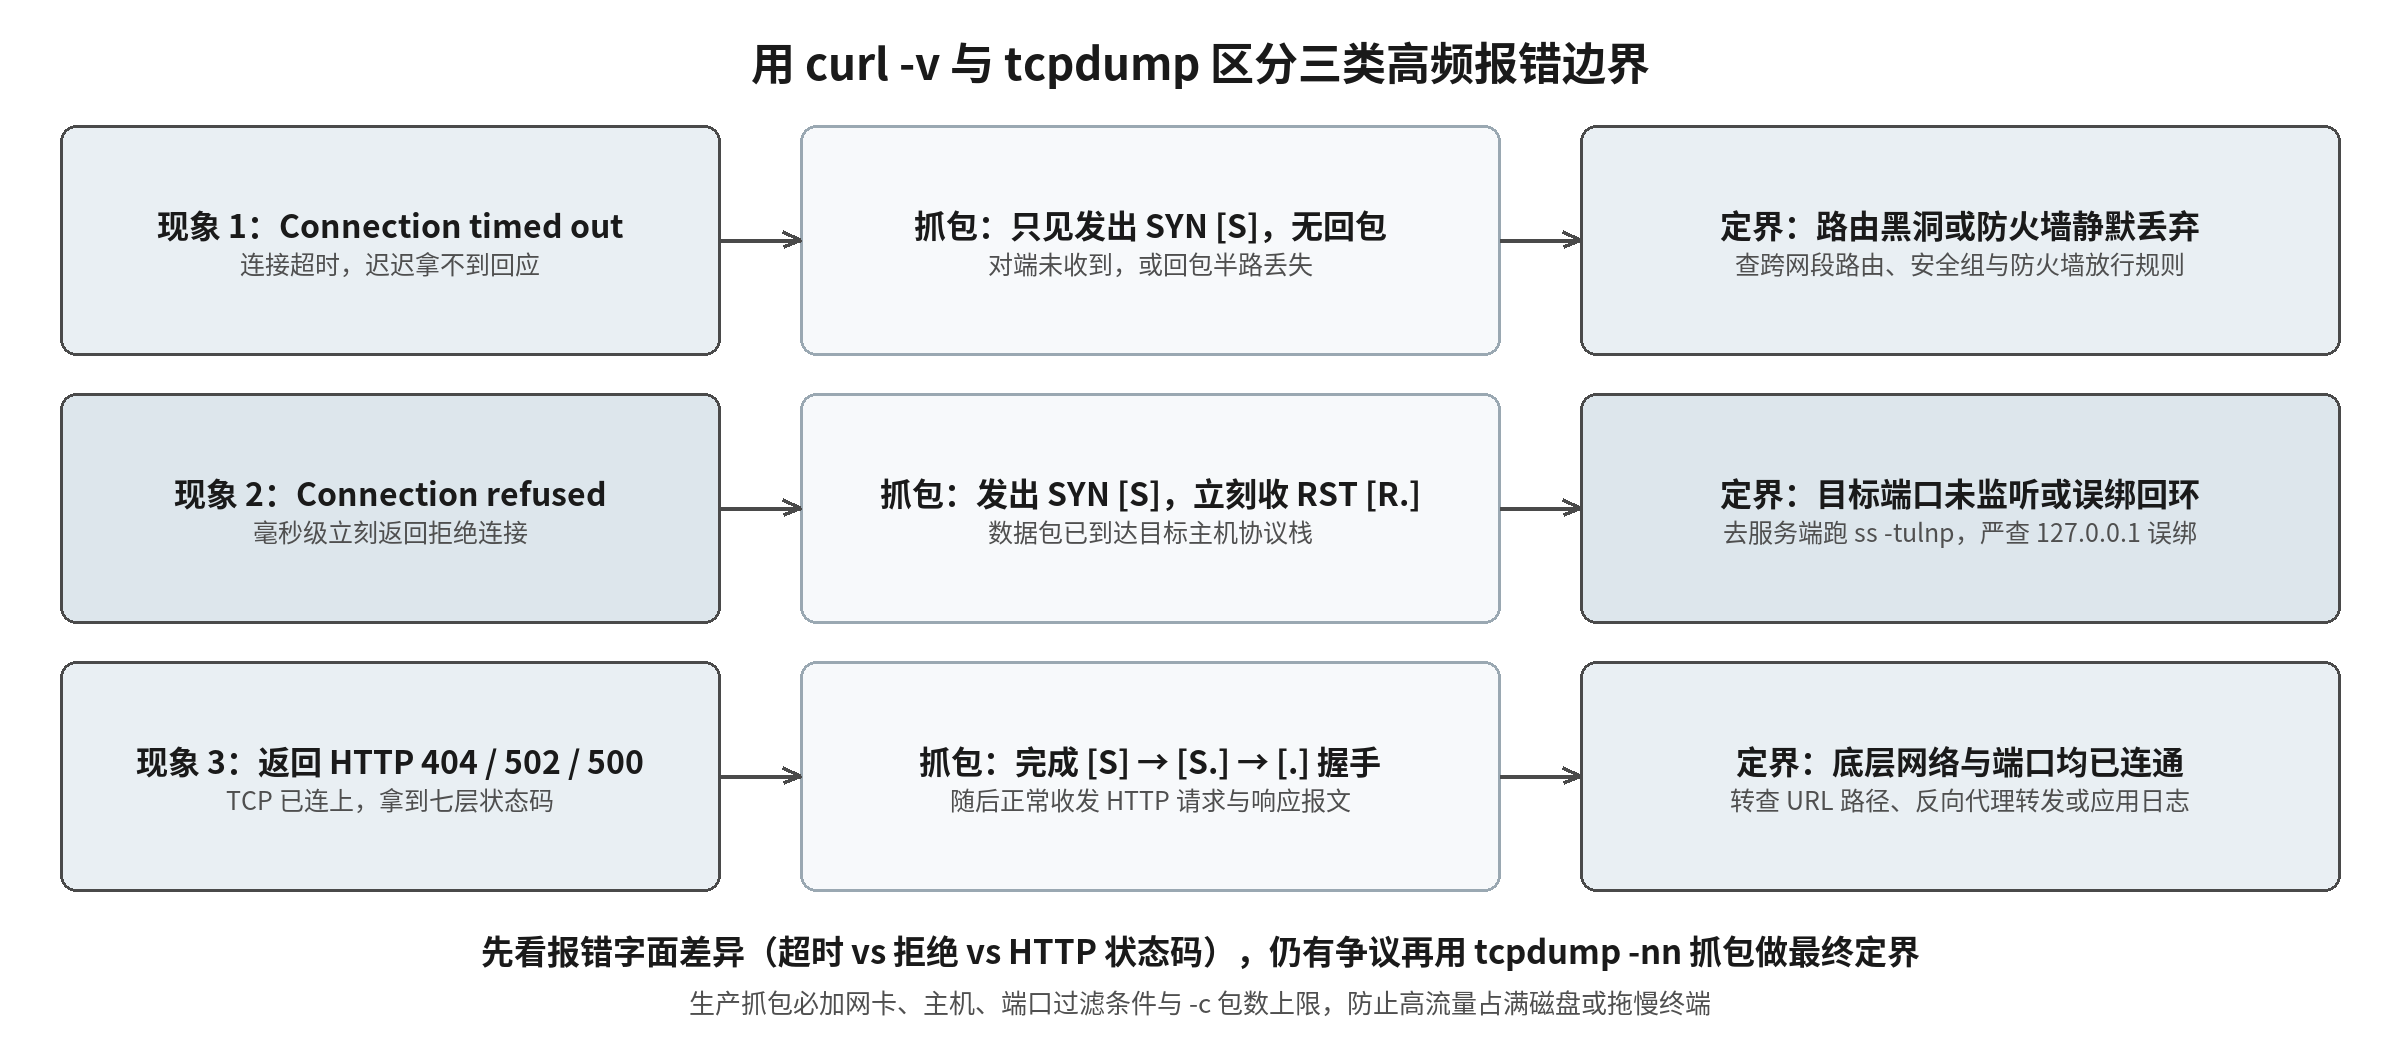 用 curl -v 与 tcpdump 区分三类高频报错边界
现象 1：Connection timed out
连接超时，迟迟拿不到回应
抓包：只见发出 SYN [S]，无回包
对端未收到，或回包半路丢失
定界：路由黑洞或防火墙静默丢弃
查跨网段路由、安全组与防火墙放行规则
现象 2：Connection refused
毫秒级立刻返回拒绝连接
抓包：发出 SYN [S]，立刻收 RST [R.]
数据包已到达目标主机协议栈
定界：目标端口未监听或误绑回环
去服务端跑 ss -tulnp，严查 127.0.0.1 误绑
现象 3：返回 HTTP 404 / 502 / 500
TCP 已连上，拿到七层状态码
抓包：完成 [S] → [S.] → [.] 握手
随后正常收发 HTTP 请求与响应报文
定界：底层网络与端口均已连通
转查 URL 路径、反向代理转发或应用日志
先看报错字面差异（超时 vs 拒绝 vs HTTP 状态码），仍有争议再用 tcpdump -nn 抓包做最终定界
生产抓包必加网卡、主机、端口过滤条件与 -c 包数上限，防止高流量占满磁盘或拖慢终端